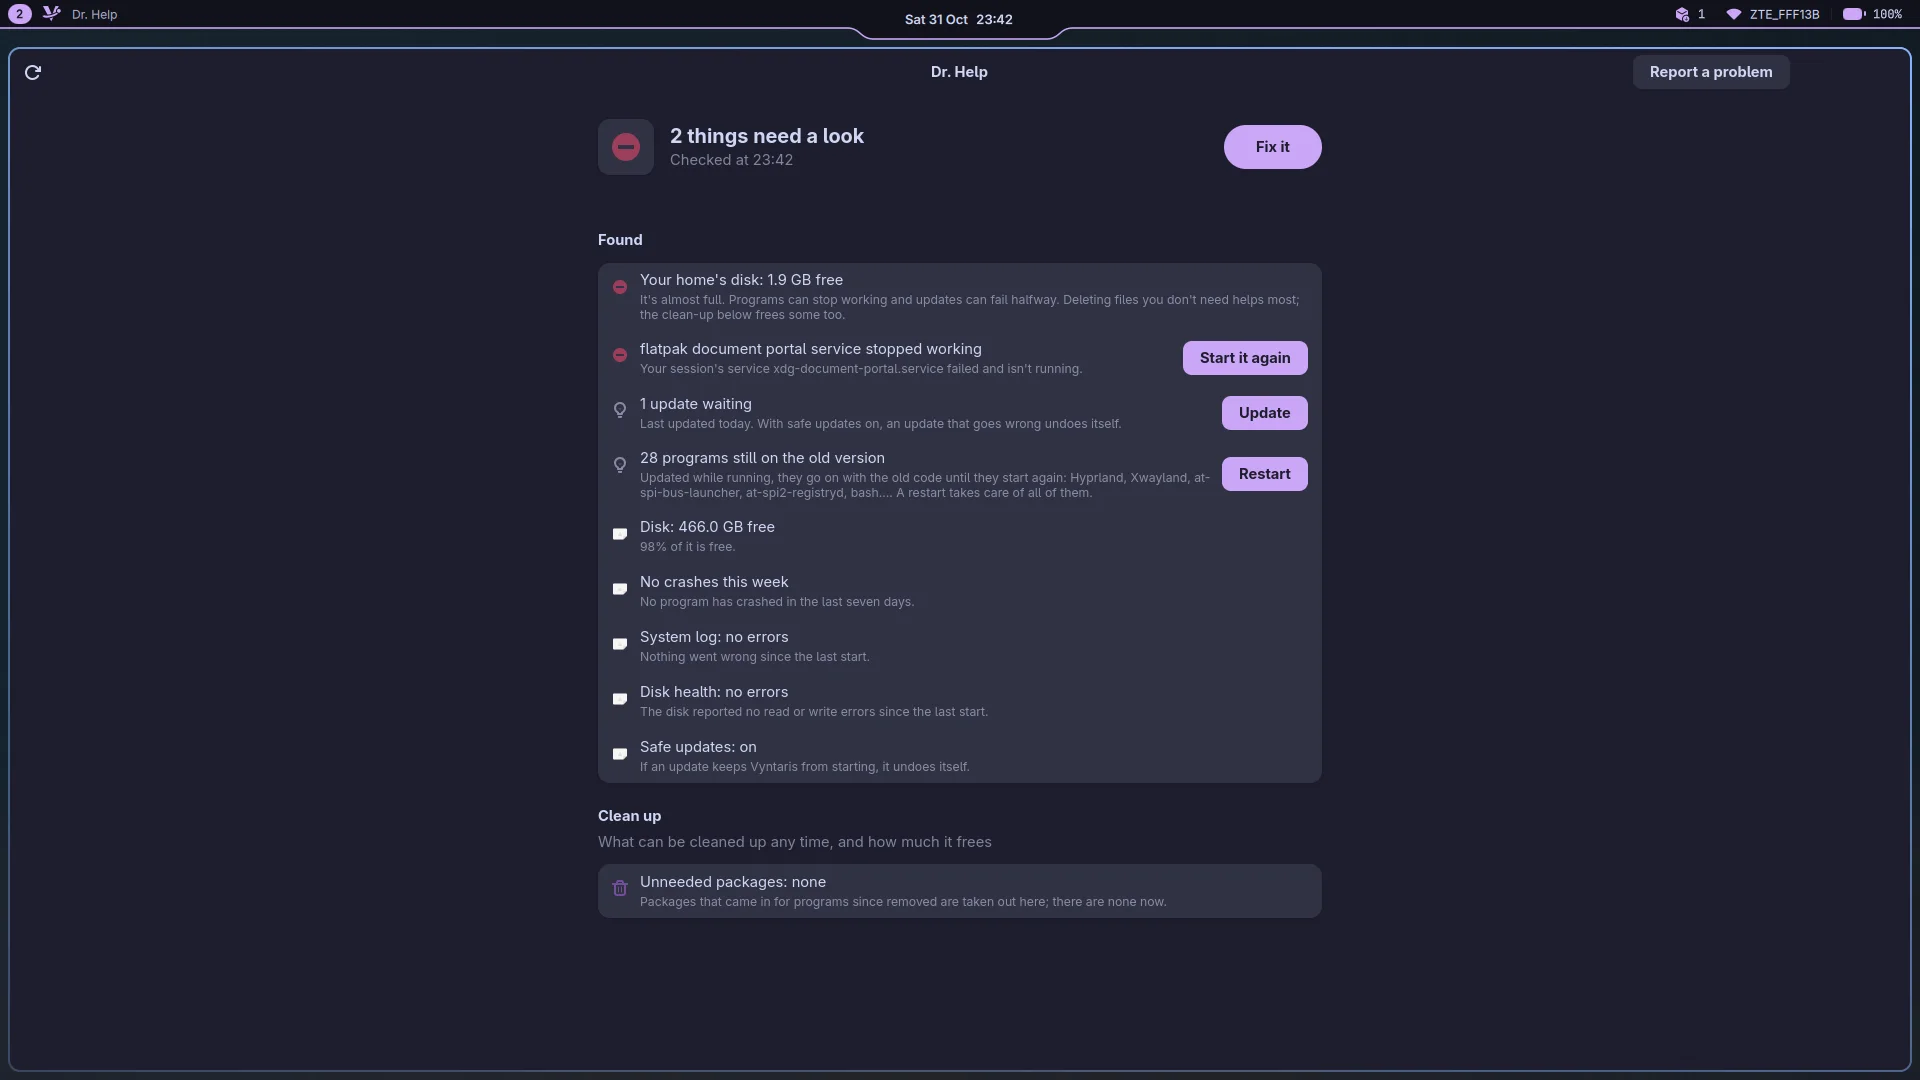 2 Dr. Help
Sat 31 Oct 23:42
1 ZTE_FFF13B 100%
Dr. Help
Report a problem
2 things need a look
Checked at 23:42
Fix it
Found
Your home's disk: 1.9 GB free
It's almost full. Programs can stop working and updates can fail halfway. Deleting files you don't need helps most;
the clean-up below frees some too.
flatpak document portal service stopped working
Your session's service xdg-document-portal.service failed and isn't running.
Start it again
1 update waiting
Last updated today. With safe updates on, an update that goes wrong undoes itself.
Update
28 programs still on the old version
Updated while running, they go on with the old code until they start again: Hyprland, Xwayland, at-
spi-bus-launcher, at-spi2-registryd, bash.... A restart takes care of all of them.
Restart
Disk: 466.0 GB free
98% of it is free.
No crashes this week
No program has crashed in the last seven days.
System log: no errors
Nothing went wrong since the last start.
Disk health: no errors
The disk reported no read or write errors since the last start.
Safe updates: on
If an update keeps Vyntaris from starting, it undoes itself.
Clean up
What can be cleaned up any time, and how much it frees
Unneeded packages: none
Packages that came in for programs since removed are taken out here; there are none now.